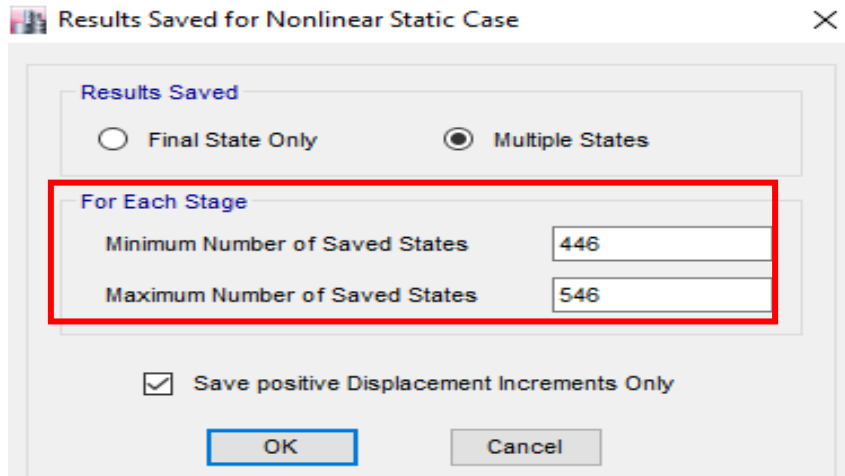 Results Saved for Nonlinear Static Case
Results Saved
Final State Only Multiple States
For Each Stage
Minimum Number of Saved States 446
Maximum Number of Saved States 546
Save positive Displacement Increments Only
OK Cancel